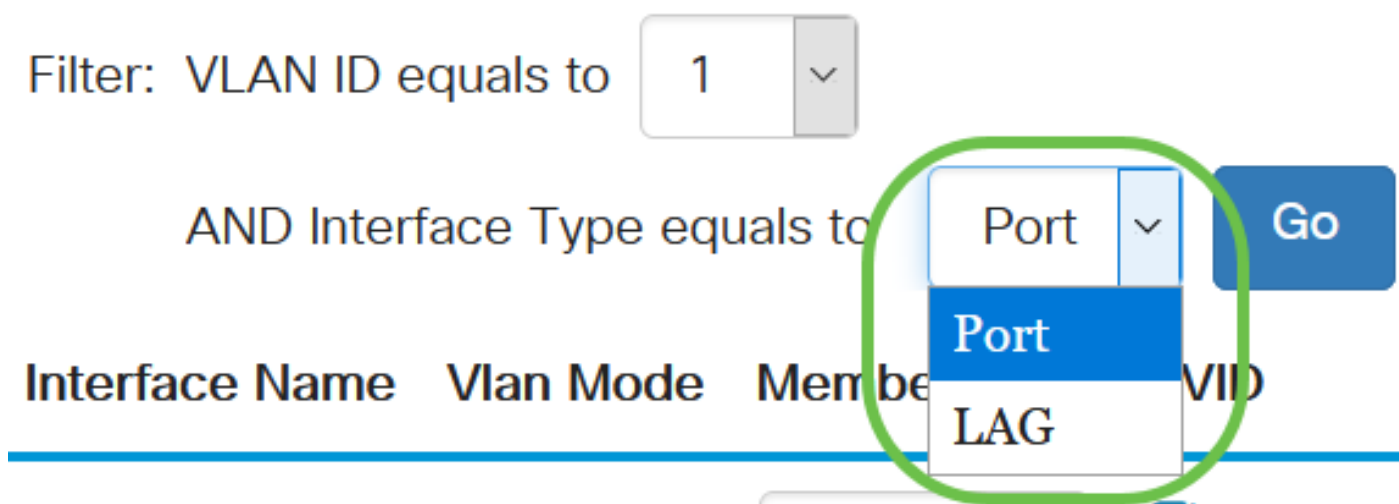 Filter: VLAN ID equals to 1
AND Interface Type equals to Port Go
Port
LAG
Interface Name Vlan Mode